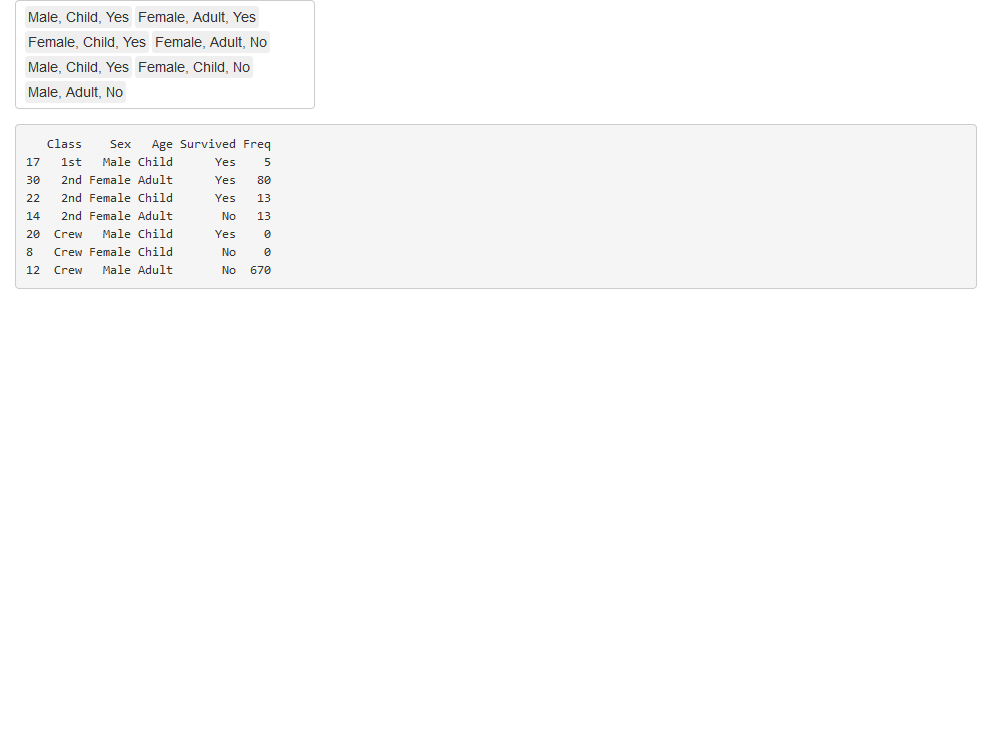 Male, Child, Yes Female, Adult, Yes
Female, Child, Yes Female, Adult, No
Male, Child, Yes Female, Child, No
Male, Adult, No
Class Sex Age Survived Freq
17 1st Male Child Yes 5
30 2nd Female Adult Yes 80
22 2nd Female Child Yes 13
14 2nd Female Adult No 13
20 Crew Male Child Yes 0
8 Crew Female Child No 0
12 Crew Male Adult No 670